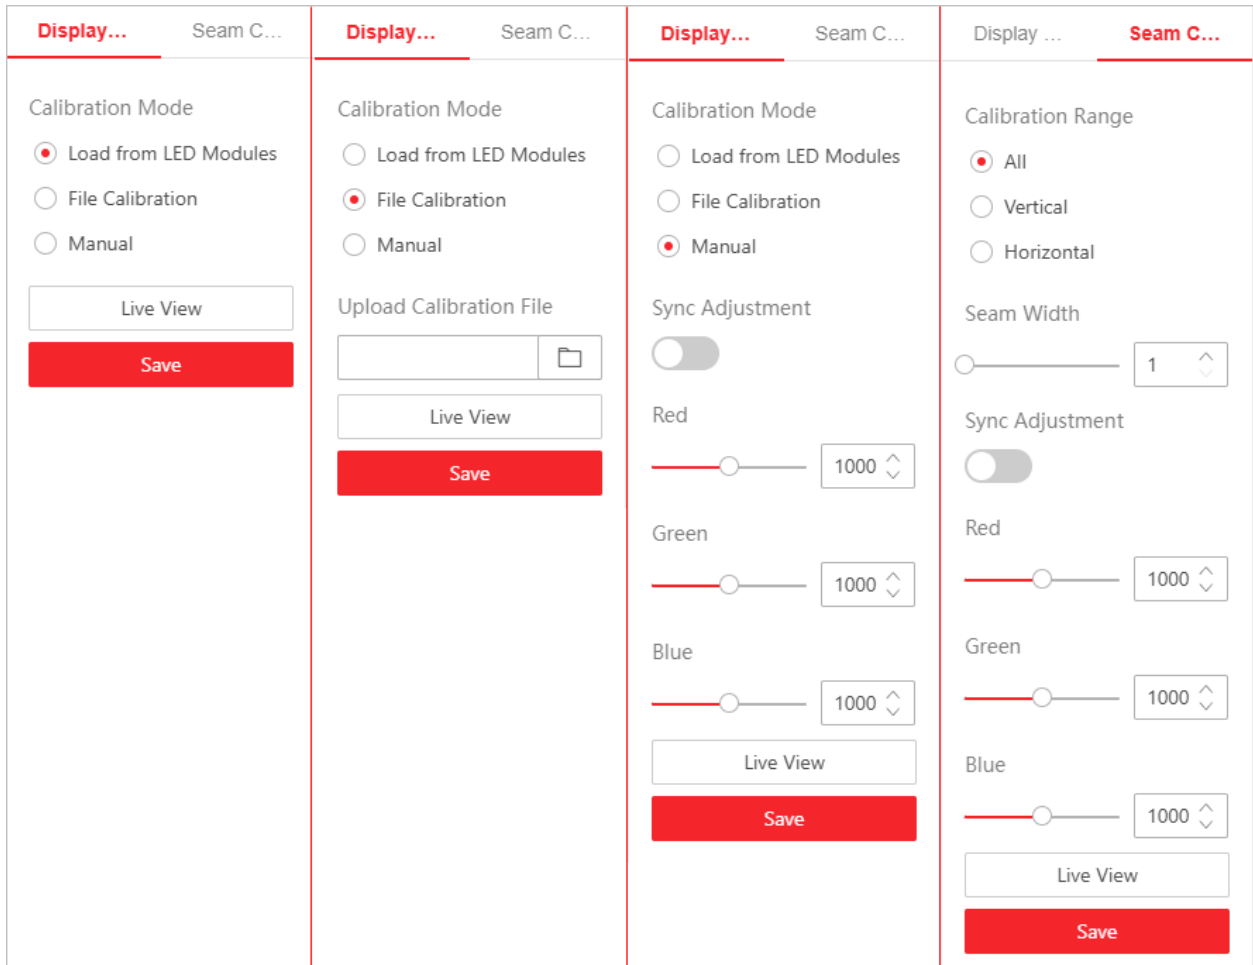 Display...
Seam C...
Calibration Mode
Load from LED Modules
File Calibration
Manual
Live View
Save
Display...
Seam C...
Calibration Mode
Load from LED Modules
File Calibration
Manual
Upload Calibration File
Live View
Save
Display...
Seam C...
Calibration Mode
Load from LED Modules
File Calibration
Manual
Sync Adjustment
Red
1000
Green
1000
Blue
1000
Live View
Save
Display ...
Seam C...
Calibration Range
All
Vertical
Horizontal
Seam Width
1
Sync Adjustment
Red
1000
Green
1000
Blue
1000
Live View
Save